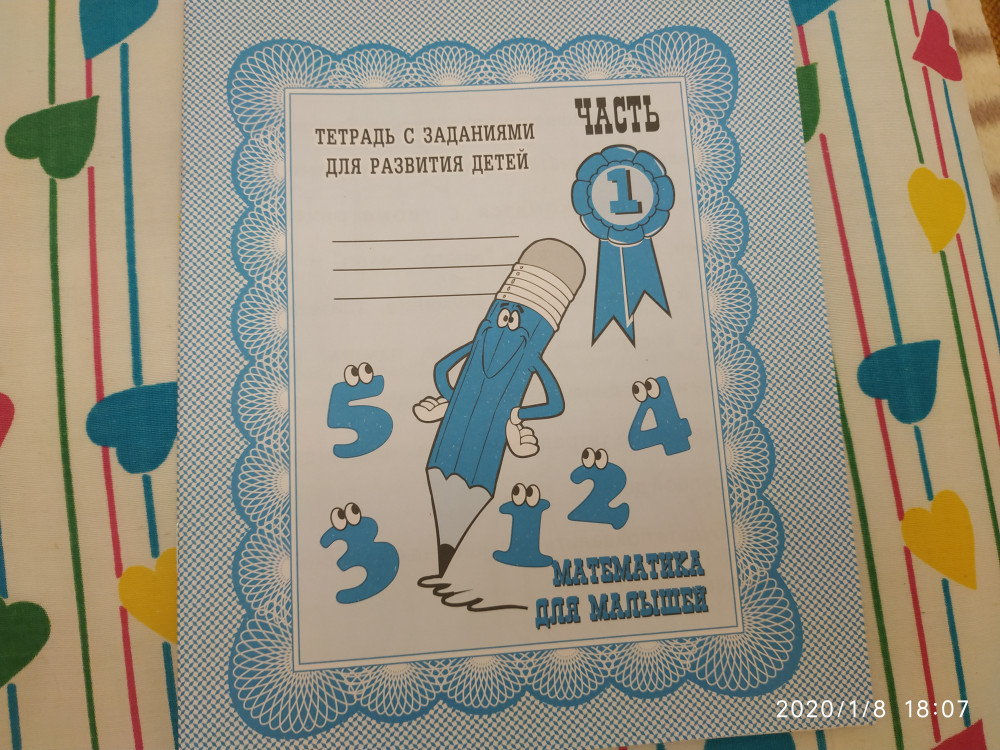 ТЕТРАДЬ С ЗАДАНИЯМИ
ДЛЯ РАЗВИТИЯ ДЕТЕЙ
ЧАСТЬ
1
5
4
2
3
1
МАТЕМАТИКА
ДЛЯ МАЛЫШЕЙ
2020/1/8 18:07